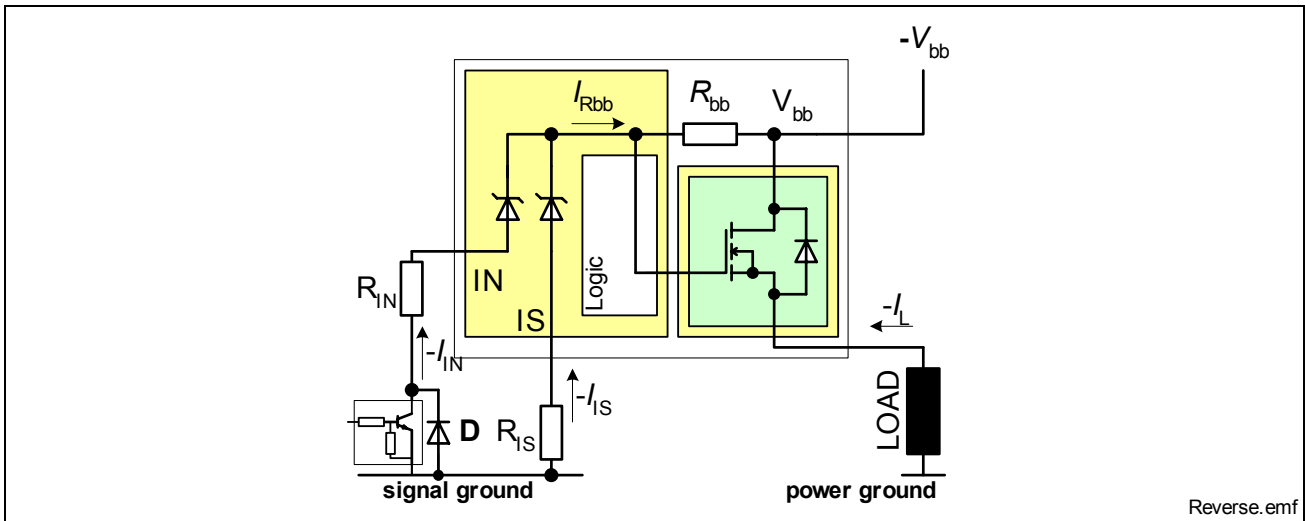 -Vbb
IRbb
Rbb
Vbb
Logic
IN
RIN
IS
-IL
-IIN
-IIS
LOAD
D
RIS
signal ground
power ground
Reverse.emf